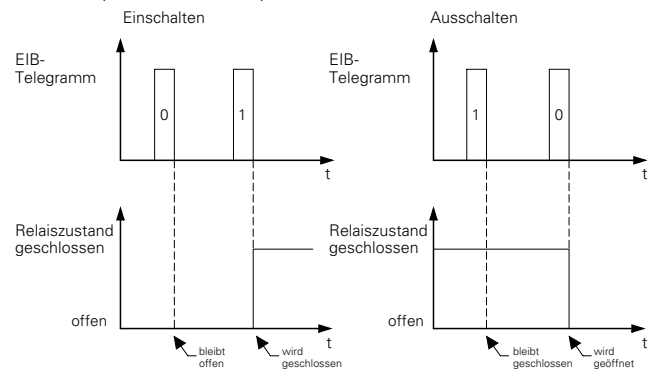 Einschalten
EIB-
Telegramm
0
1
t
Relaiszustand
geschlossen
offen
t
bleibt
offen
wird
geschlossen
Ausschalten
EIB-
Telegramm
1
0
t
Relaiszustand
geschlossen
offen
t
bleibt
geschlossen
wird
geöffnet